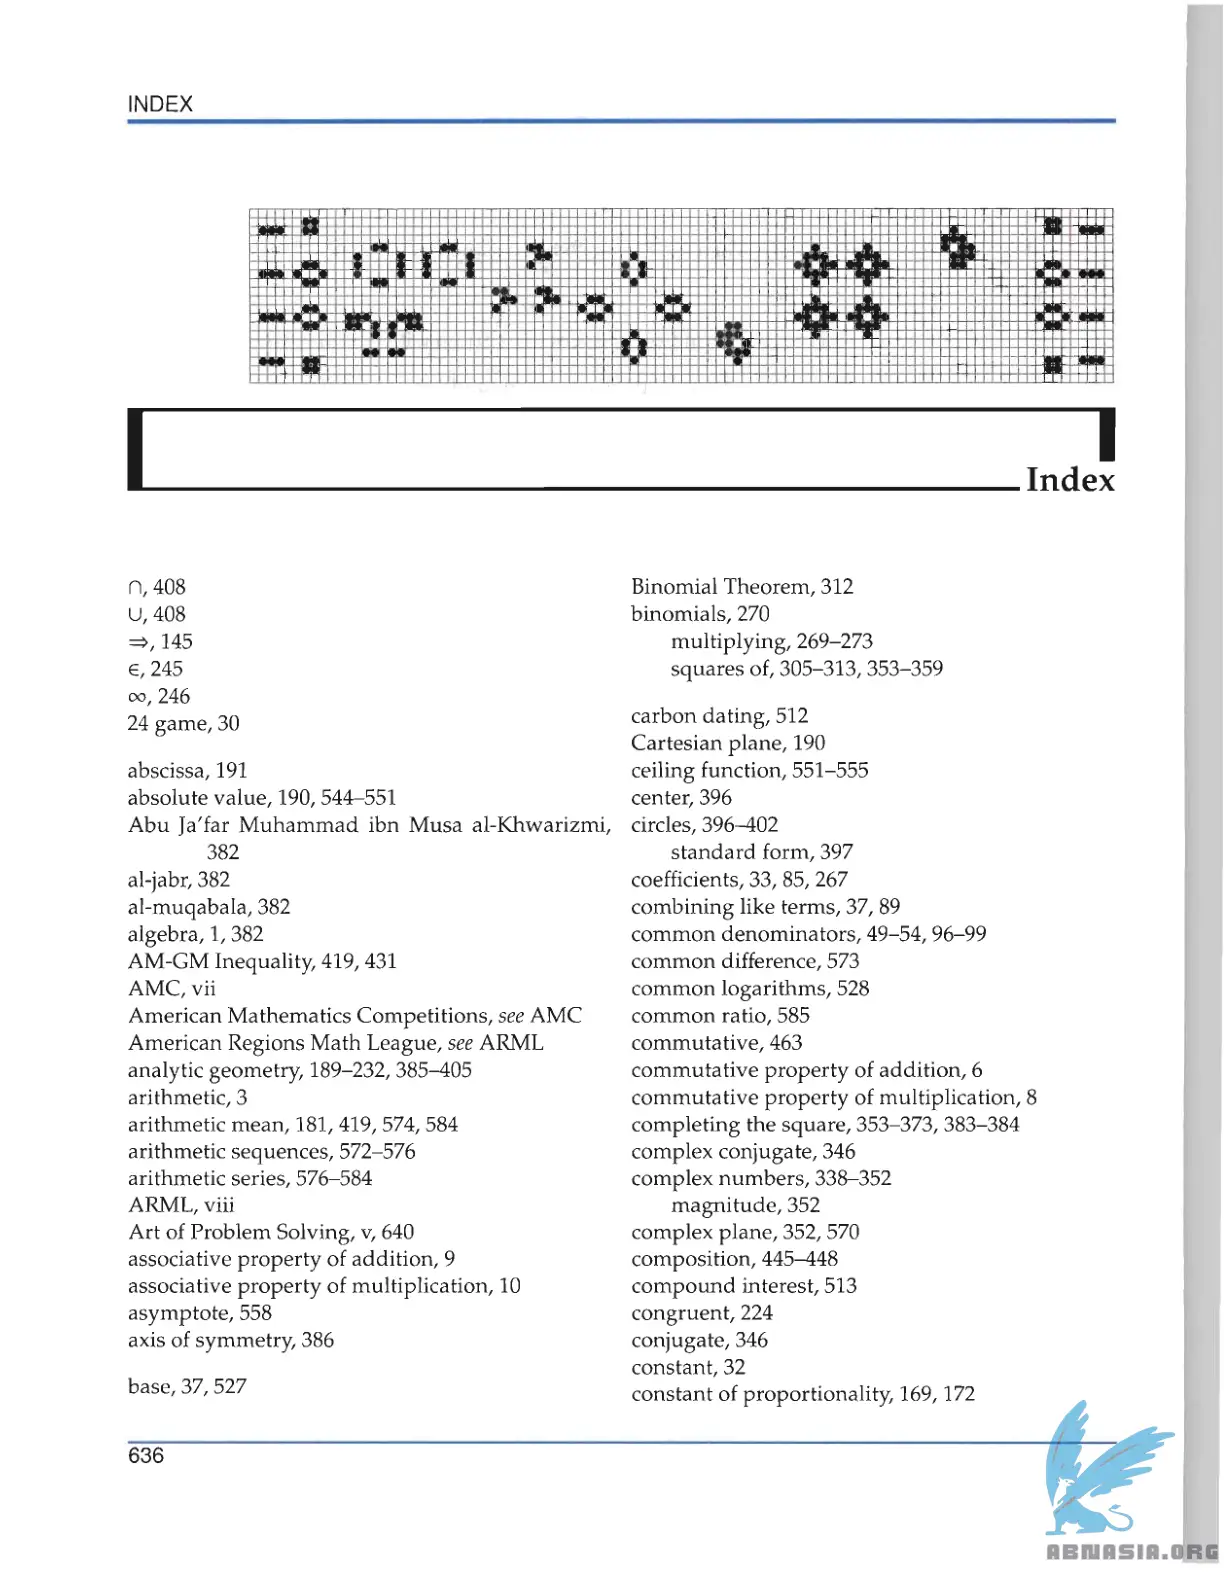 INDEX
Index
∩, 408
∪, 408
⇒, 145
∈, 245
∞, 246
24 game, 30
abscissa, 191
absolute value, 190, 544–551
Abu Ja'far Muhammad ibn Musa al-Khwarizmi,
382
al-jabr, 382
al-muqabala, 382
algebra, 1, 382
AM-GM Inequality, 419, 431
AMC, vii
American Mathematics Competitions, see AMC
American Regions Math League, see ARML
analytic geometry, 189–232, 385–405
arithmetic, 3
arithmetic mean, 181, 419, 574, 584
arithmetic sequences, 572–576
arithmetic series, 576–584
ARML, viii
Art of Problem Solving, v, 640
associative property of addition, 9
associative property of multiplication, 10
asymptote, 558
axis of symmetry, 386
base, 37, 527
Binomial Theorem, 312
binomials, 270
multiplying, 269–273
squares of, 305–313, 353–359
carbon dating, 512
Cartesian plane, 190
ceiling function, 551–555
center, 396
circles, 396–402
standard form, 397
coefficients, 33, 85, 267
combining like terms, 37, 89
common denominators, 49–54, 96–99
common difference, 573
common logarithms, 528
common ratio, 585
commutative, 463
commutative property of addition, 6
commutative property of multiplication, 8
completing the square, 353–373, 383–384
complex conjugate, 346
complex numbers, 338–352
magnitude, 352
complex plane, 352, 570
composition, 445–448
compound interest, 513
congruent, 224
conjugate, 346
constant, 32
constant of proportionality, 169, 172
636
ABNASIA.ORG